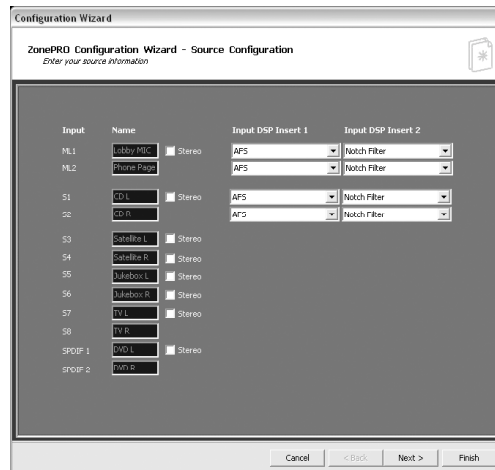 Configuration Wizard
ZonePRO Configuration Wizard - Source Configuration
Enter your source information
Input Name Input DSP Insert 1 Input DSP Insert 2
ML1 Lobby MIC Stereo AFS Notch Filter
ML2 Phone Page AFS Notch Filter
S1 CD L Stereo AFS Notch Filter
S2 CD R AFS Notch Filter
S3 Satellite L Stereo
S4 Satellite R Stereo
S5 Jukebox L Stereo
S6 Jukebox R Stereo
S7 TV L Stereo
S8 TV R
SPDIF 1 DVD L Stereo
SPDIF 2 DVD R
Cancel < Back Next > Finish